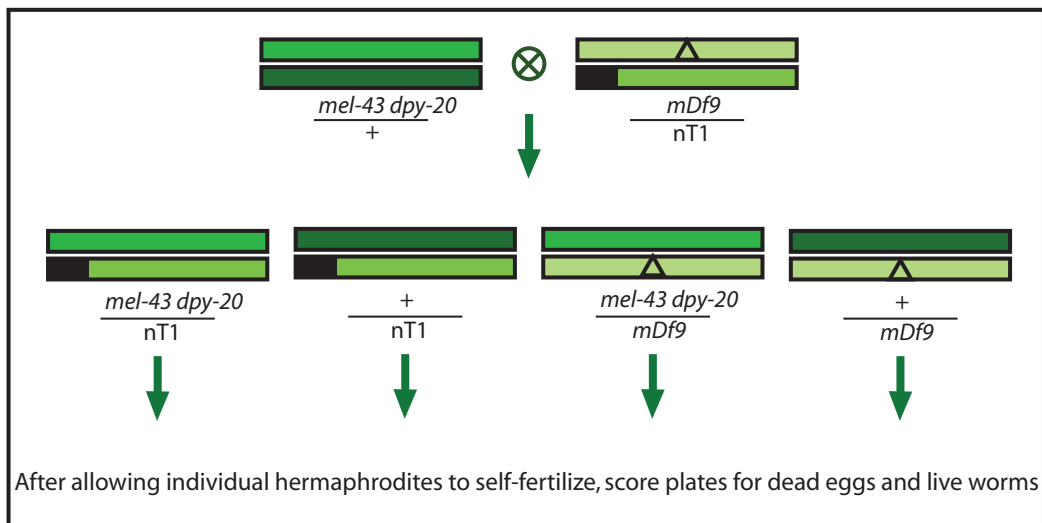 mel-43 dpy-20
+
mDf9
nT1
mel-43 dpy-20
nT1
+
nT1
mel-43 dpy-20
mDf9
+
mDf9
After allowing individual hermaphrodites to self-fertilize, score plates for dead eggs and live worms